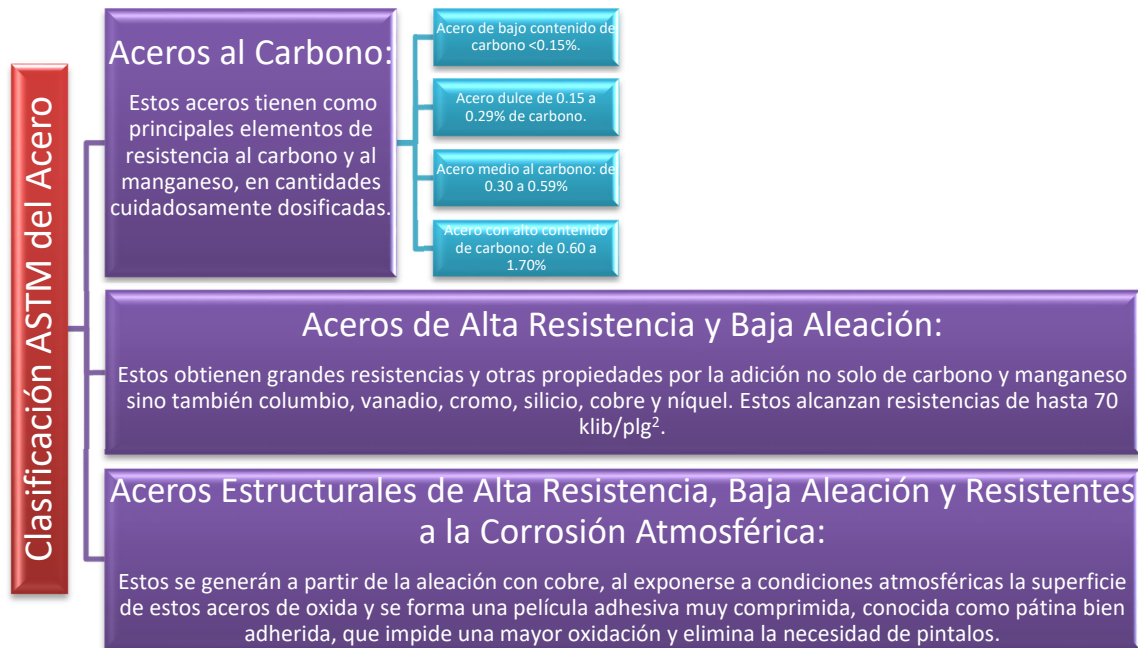 Clasificación ASTM del Acero
Aceros al Carbono:
Estos aceros tienen como
principales elementos de
resistencia al carbono y al
manganeso, en cantidades
cuidadosamente dosificadas.
Acero de bajo contenido de
carbono <0.15%.
Acero dulce de 0.15 a
0.29% de carbono.
Acero medio al carbono: de
0.30 a 0.59%
Acero con alto contenido
de carbono: de 0.60 a
1.70%
Aceros de Alta Resistencia y Baja Aleación:
Estos obtienen grandes resistencias y otras propiedades por la adición no solo de carbono y manganeso
sino también columbio, vanadio, cromo, silicio, cobre y níquel. Estos alcanzan resistencias de hasta 70
klib/plg².
Aceros Estructurales de Alta Resistencia, Baja Aleación y Resistentes
a la Corrosión Atmosférica:
Estos se generán a partir de la aleación con cobre, al exponerse a condiciones atmosféricas la superficie
de estos aceros de oxida y se forma una película adhesiva muy comprimida, conocida como pátina bien
adherida, que impide una mayor oxidación y elimina la necesidad de pintalos.